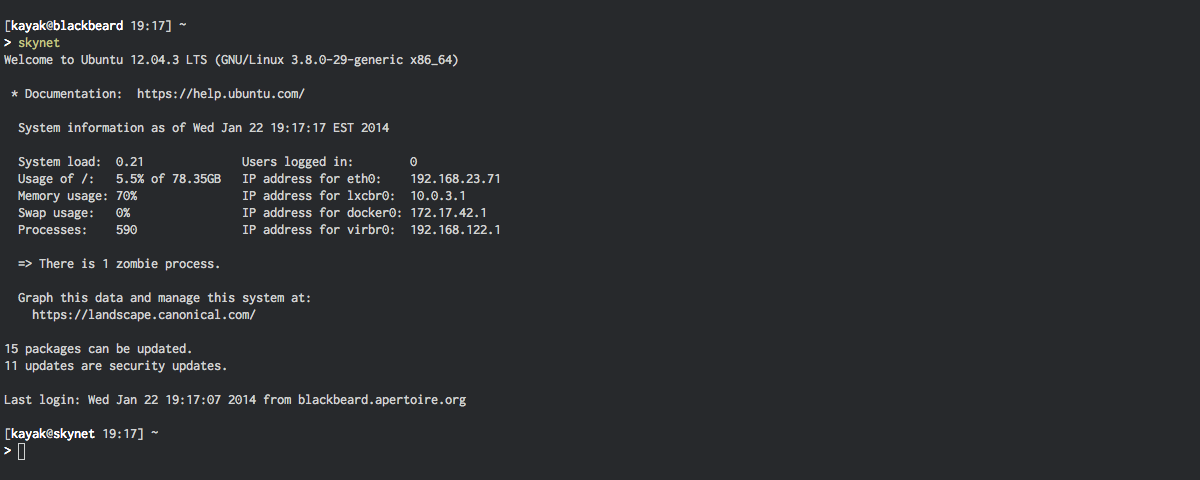 [kayak@blackbeard 19:17] ~
> skynet
Welcome to Ubuntu 12.04.3 LTS (GNU/Linux 3.8.0-29-generic x86_64)
* Documentation:  https://help.ubuntu.com/
System information as of Wed Jan 22 19:17:17 EST 2014
System load:  0.21              Users logged in:        0
Usage of /:   5.5% of 78.35GB   IP address for eth0:    192.168.23.71
Memory usage: 70%               IP address for lxcbr0:  10.0.3.1
Swap usage:   0%                IP address for docker0: 172.17.42.1
Processes:    590               IP address for virbr0:  192.168.122.1
=> There is 1 zombie process.
Graph this data and manage this system at:
https://landscape.canonical.com/
15 packages can be updated.
11 updates are security updates.
Last login: Wed Jan 22 19:17:07 2014 from blackbeard.apertoire.org
[kayak@skynet 19:17] ~
>